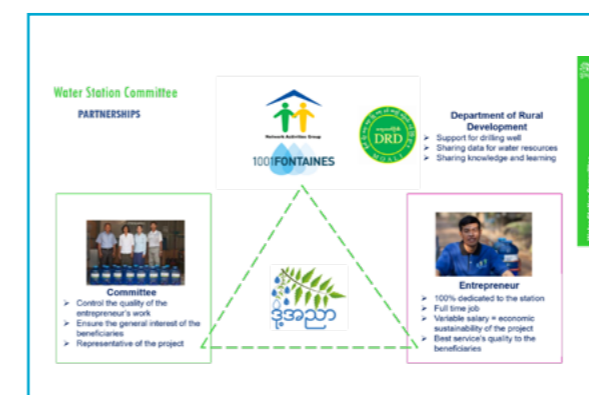 Water Station Committee
PARTNERSHIPS
Network Activities Group
1001FONTAINES
DRD
Department of Rural
Development
➢ Support for drilling well
➢ Sharing data for water resources
➢ Sharing knowledge and learning
Committee
➢ Control the quality of the
entrepreneur's work
➢ Ensure the general interest of the
beneficiaries
➢ Representative of the project
ဒို့အညာ
Entrepreneur
➢ 100% dedicated to the station
➢ Full time job
➢ Variable salary = economic
sustainability of the project
➢ Best service's quality to the
beneficiaries